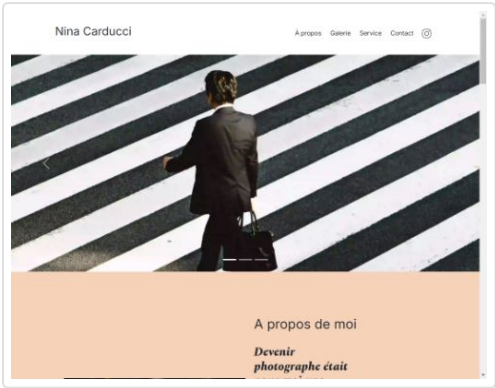 Nina Carducci
À propos Galerie Service Contact
A propos de moi
Devenir
photographe était